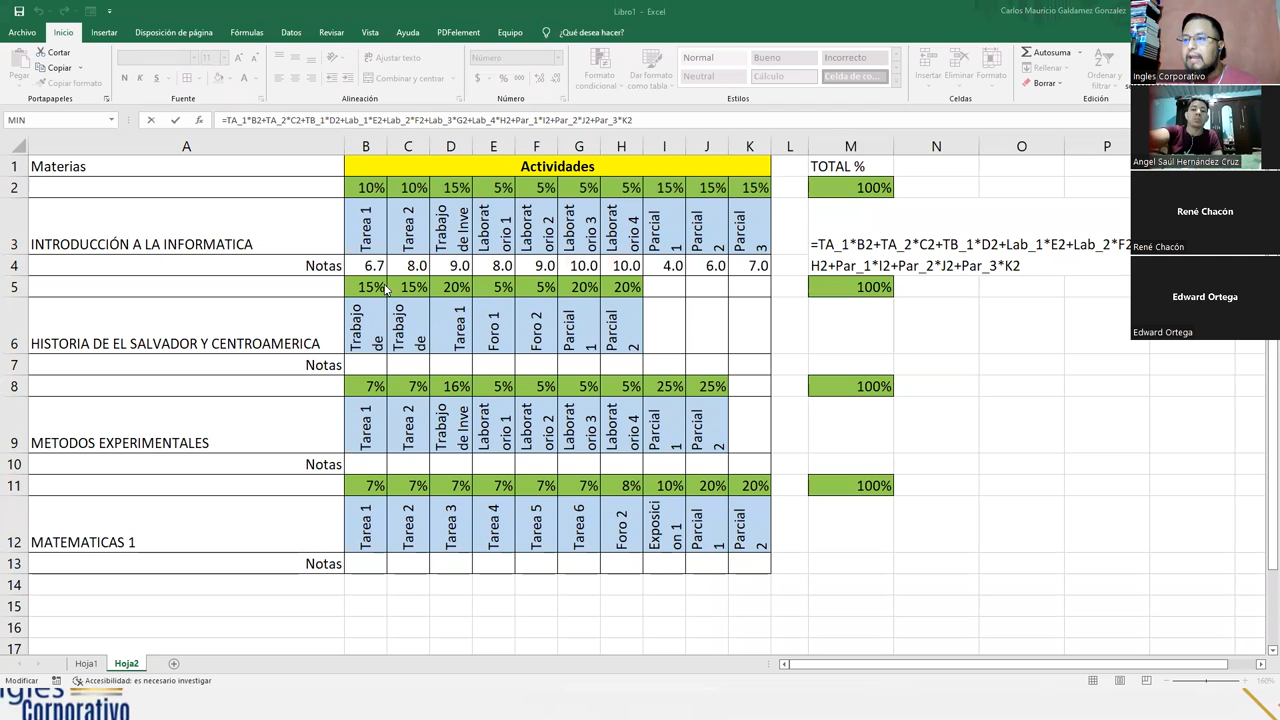 Libro1 - Excel
Carlos Mauricio Galdamez Gonzalez
Archivo Inicio Insertar Disposición de página Fórmulas Datos Revisar Vista Ayuda PDFelement Equipo ¿Qué desea hacer?
Pegar
Cortar
Copiar
Copiar formato
11
Ajustar texto
Combinar y centrar
N K S
Formato condicional
Dar formato como tabla
Normal Bueno Incorrecto
Neutral Cálculo Celda de co...
Insertar Eliminar Formato
Autosuma
Rellenar
Borrar
Ordenar y filtrar
Portapapeles Fuente Alineación Número Estilos Celdas Edición
Ingles Corporativo
Angel Saúl Hernández Cruz
René Chacón
René Chacón
Edward Ortega
Edward Ortega
MIN fx =TA_1*B2+TA_2*C2+TB_1*D2+Lab_1*E2+Lab_2*F2+Lab_3*G2+Lab_4*H2+Par_1*I2+Par_2*J2+Par_3*K2
A B C D E F G H I J K L M N O P
1 Materias Actividades TOTAL %
2 10% 10% 15% 5% 5% 5% 5% 15% 15% 15% 100%
3 INTRODUCCIÓN A LA INFORMATICA Tarea 1 Tarea 2 Trabajo de Inve Laborat orio 1 Laborat orio 2 Laborat orio 3 Laborat orio 4 Parcial 1 Parcial 2 Parcial 3 =TA_1*B2+TA_2*C2+TB_1*D2+Lab_1*E2+Lab_2*F2
4 Notas 6.7 8.0 9.0 8.0 9.0 10.0 10.0 4.0 6.0 7.0 H2+Par_1*I2+Par_2*J2+Par_3*K2
5 15% 15% 20% 5% 5% 20% 20% 100%
6 HISTORIA DE EL SALVADOR Y CENTROAMERICA Trabajo de Trabajo de Tarea 1 Foro 1 Foro 2 Parcial 1 Parcial 2
7 Notas
8 7% 7% 16% 5% 5% 5% 5% 25% 25% 100%
9 METODOS EXPERIMENTALES Tarea 1 Tarea 2 Trabajo de Inve Laborat orio 1 Laborat orio 2 Laborat orio 3 Laborat orio 4 Parcial 1 Parcial 2
10 Notas
11 7% 7% 7% 7% 7% 7% 8% 10% 20% 20% 100%
12 MATEMATICAS 1 Tarea 1 Tarea 2 Tarea 3 Tarea 4 Tarea 5 Tarea 6 Foro 2 Exposici on 1 Parcial 1 Parcial 2
13 Notas
14
15
16
17
Hoja1 Hoja2
Modificar Accesibilidad: es necesario investigar 160%
Ingles
Corporativo